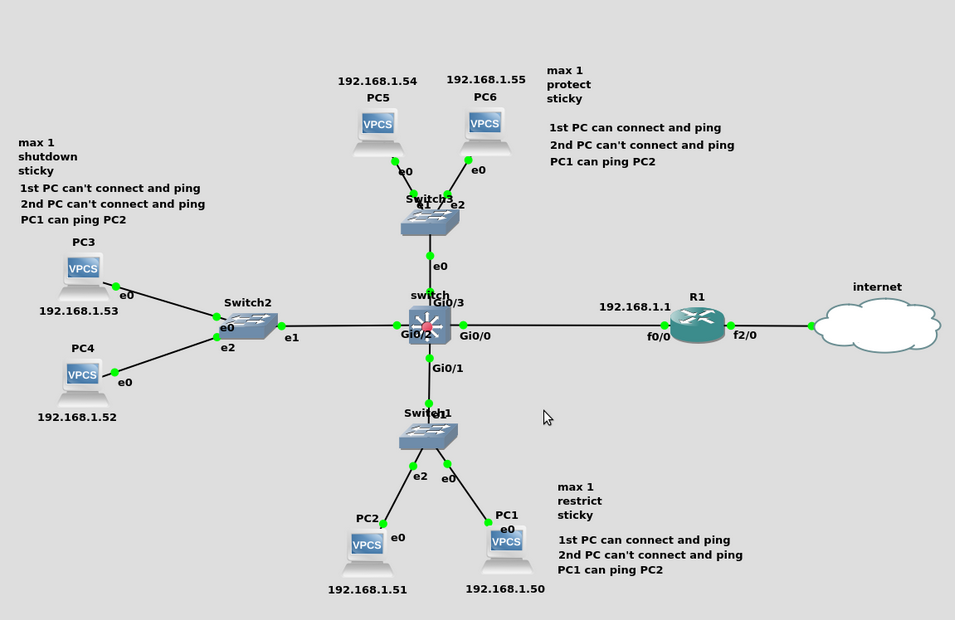 192.168.1.54
PC5
VPCS
e0
192.168.1.55
PC6
VPCS
e0
max 1
protect
sticky
1st PC can connect and ping
2nd PC can't connect and ping
PC1 can ping PC2
max 1
shutdown
sticky
1st PC can't connect and ping
2nd PC can't connect and ping
PC1 can ping PC2
Switch3
e1
e2
e0
PC3
VPCS
e0
192.168.1.53
Switch2
e0
e2
e1
PC4
VPCS
e0
192.168.1.52
switch
Gi0/3
Gi0/2
Gi0/0
Gi0/1
192.168.1.1
R1
f0/0
f2/0
internet
Switch1
e1
e2
e0
PC2
VPCS
e0
192.168.1.51
PC1
e0
VPCS
192.168.1.50
max 1
restrict
sticky
1st PC can connect and ping
2nd PC can't connect and ping
PC1 can ping PC2